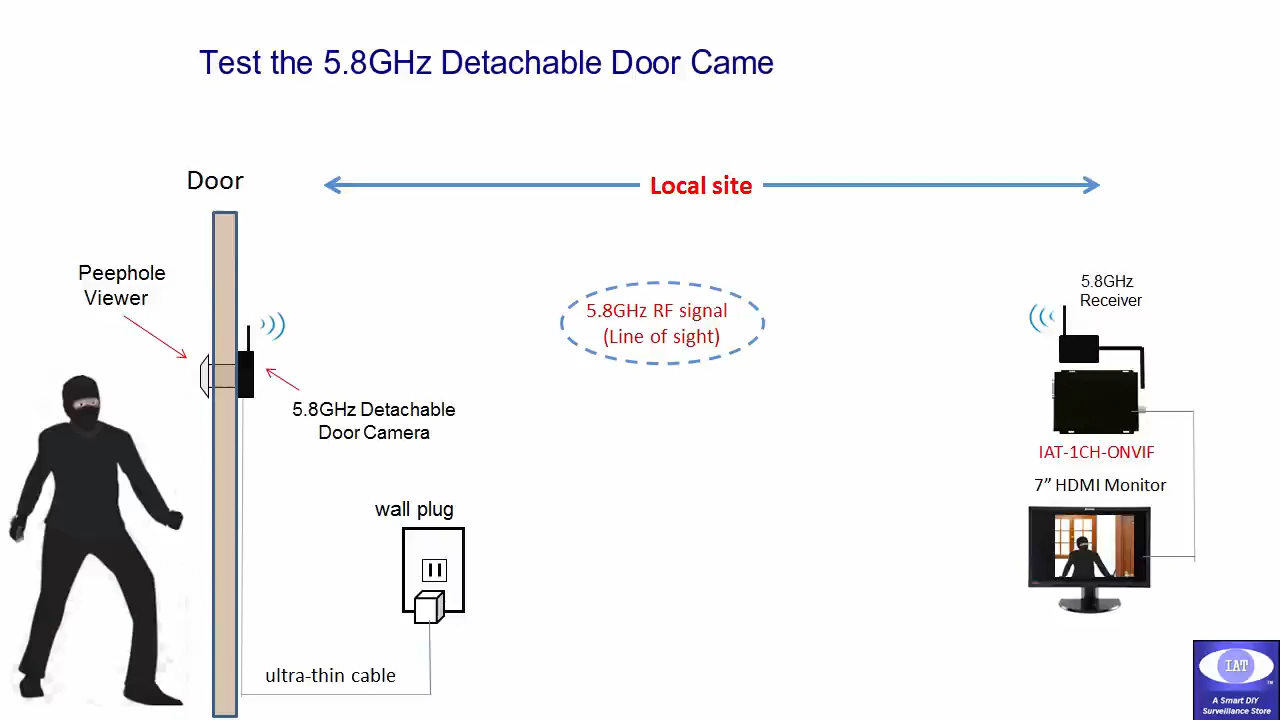 Test the 5.8GHz Detachable Door Came
Door
Local site
Peephole
Viewer
5.8GHz RF signal
(Line of sight)
5.8GHz
Receiver
5.8GHz Detachable
Door Camera
IAT-1CH-ONVIF
7” HDMI Monitor
wall plug
ultra-thin cable
IAT
TM
A Smart DIY
Surveillance Store